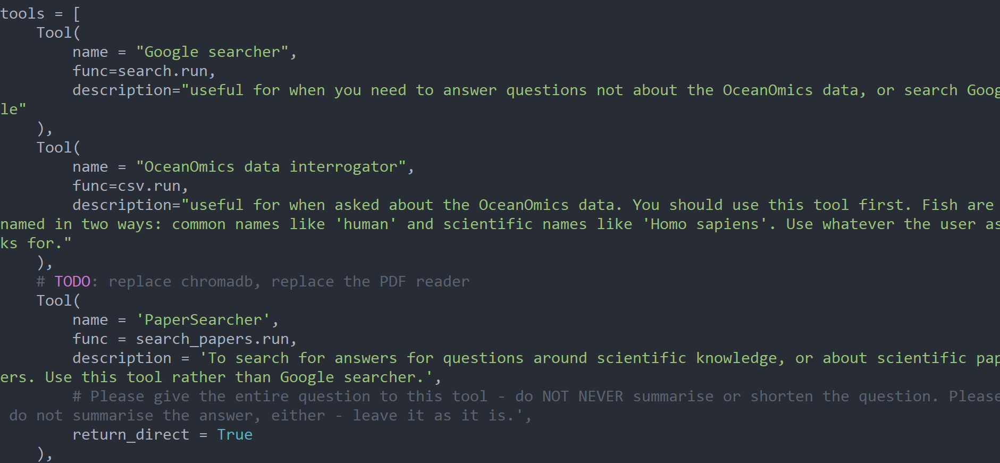 tools = [
    Tool(
        name = "Google searcher",
        func=search.run,
        description="useful for when you need to answer questions not about the OceanOmics data, or search Goog
le"
    ),
    Tool(
        name = "OceanOmics data interrogator",
        func=csv.run,
        description="useful for when asked about the OceanOmics data. You should use this tool first. Fish are
named in two ways: common names like 'human' and scientific names like 'Homo sapiens'. Use whatever the user as
ks for."
    ),
    # TODO: replace chromadb, replace the PDF reader
    Tool(
        name = 'PaperSearcher',
        func = search_papers.run,
        description = 'To search for answers for questions around scientific knowledge, or about scientific pap
ers. Use this tool rather than Google searcher.',
        # Please give the entire question to this tool - do NOT NEVER summarise or shorten the question. Please
 do not summarise the answer, either - leave it as it is.',
        return_direct = True
    ),